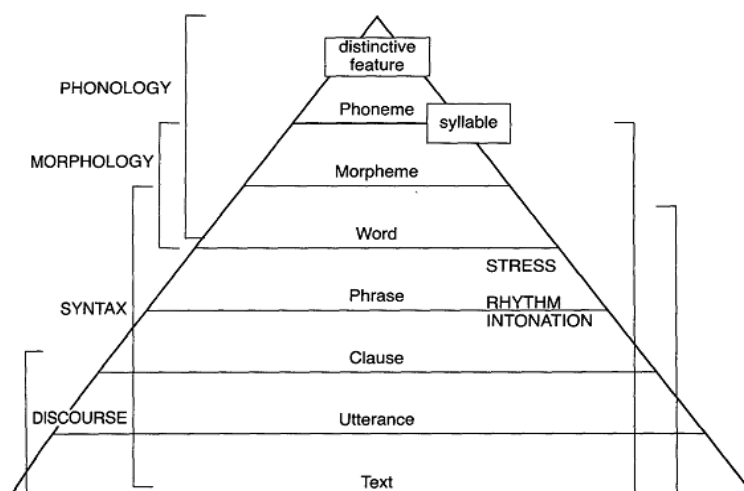 distinctive
feature
PHONOLOGY
Phoneme
syllable
MORPHOLOGY
Morpheme
Word
STRESS
Phrase
SYNTAX
RHYTHM
INTONATION
Clause
DISCOURSE
Utterance
Text